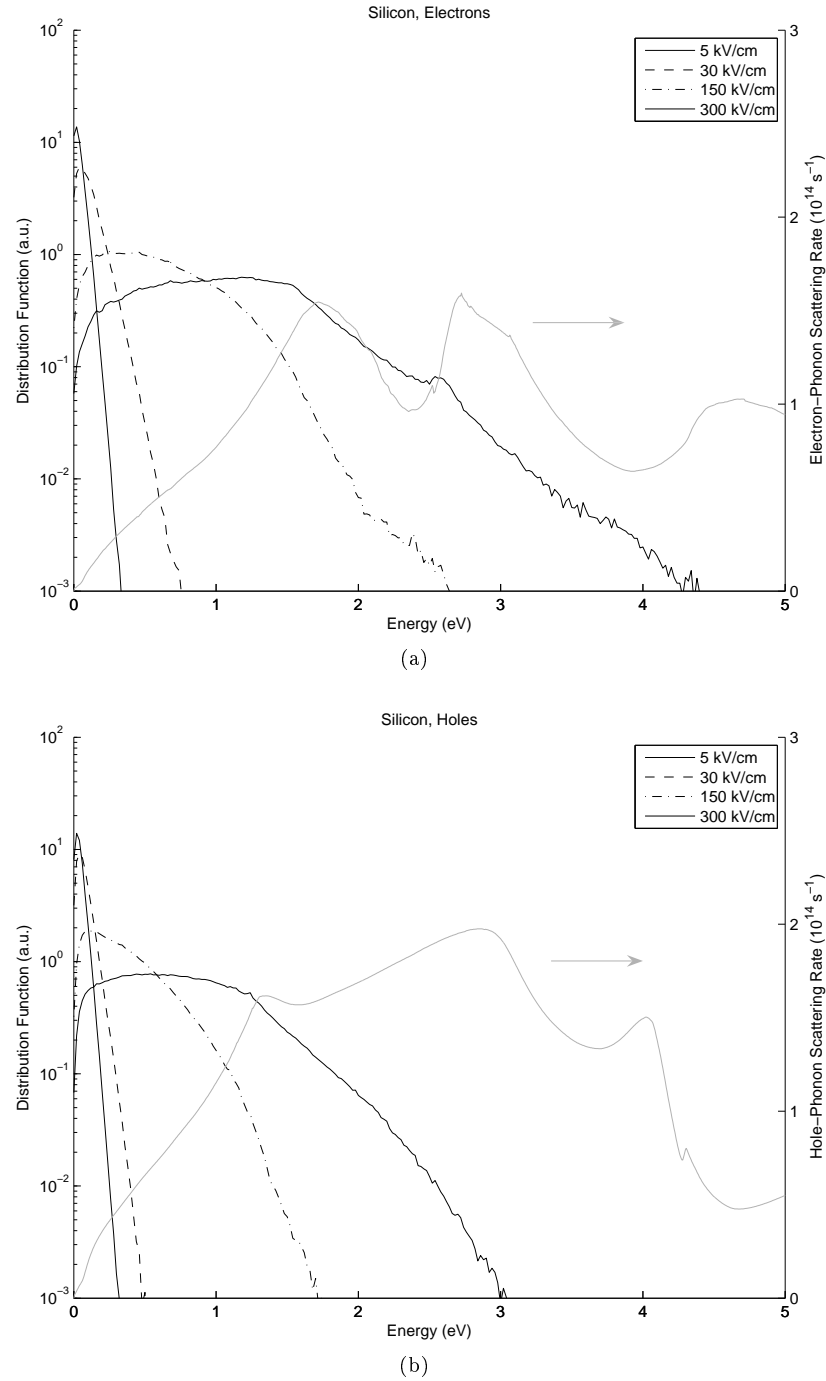 Silicon, Electrons
10^2
10^1
10^0
10^-1
10^-2
10^-3
Distribution Function (a.u.)
0
1
2
3
4
5
Energy (eV)
3
2
1
0
Electron−Phonon Scattering Rate (10^14 s^−1)
5 kV/cm
30 kV/cm
150 kV/cm
300 kV/cm
(a)
Silicon, Holes
10^2
10^1
10^0
10^-1
10^-2
10^-3
Distribution Function (a.u.)
0
1
2
3
4
5
Energy (eV)
3
2
1
0
Hole−Phonon Scattering Rate (10^14 s^−1)
5 kV/cm
30 kV/cm
150 kV/cm
300 kV/cm
(b)